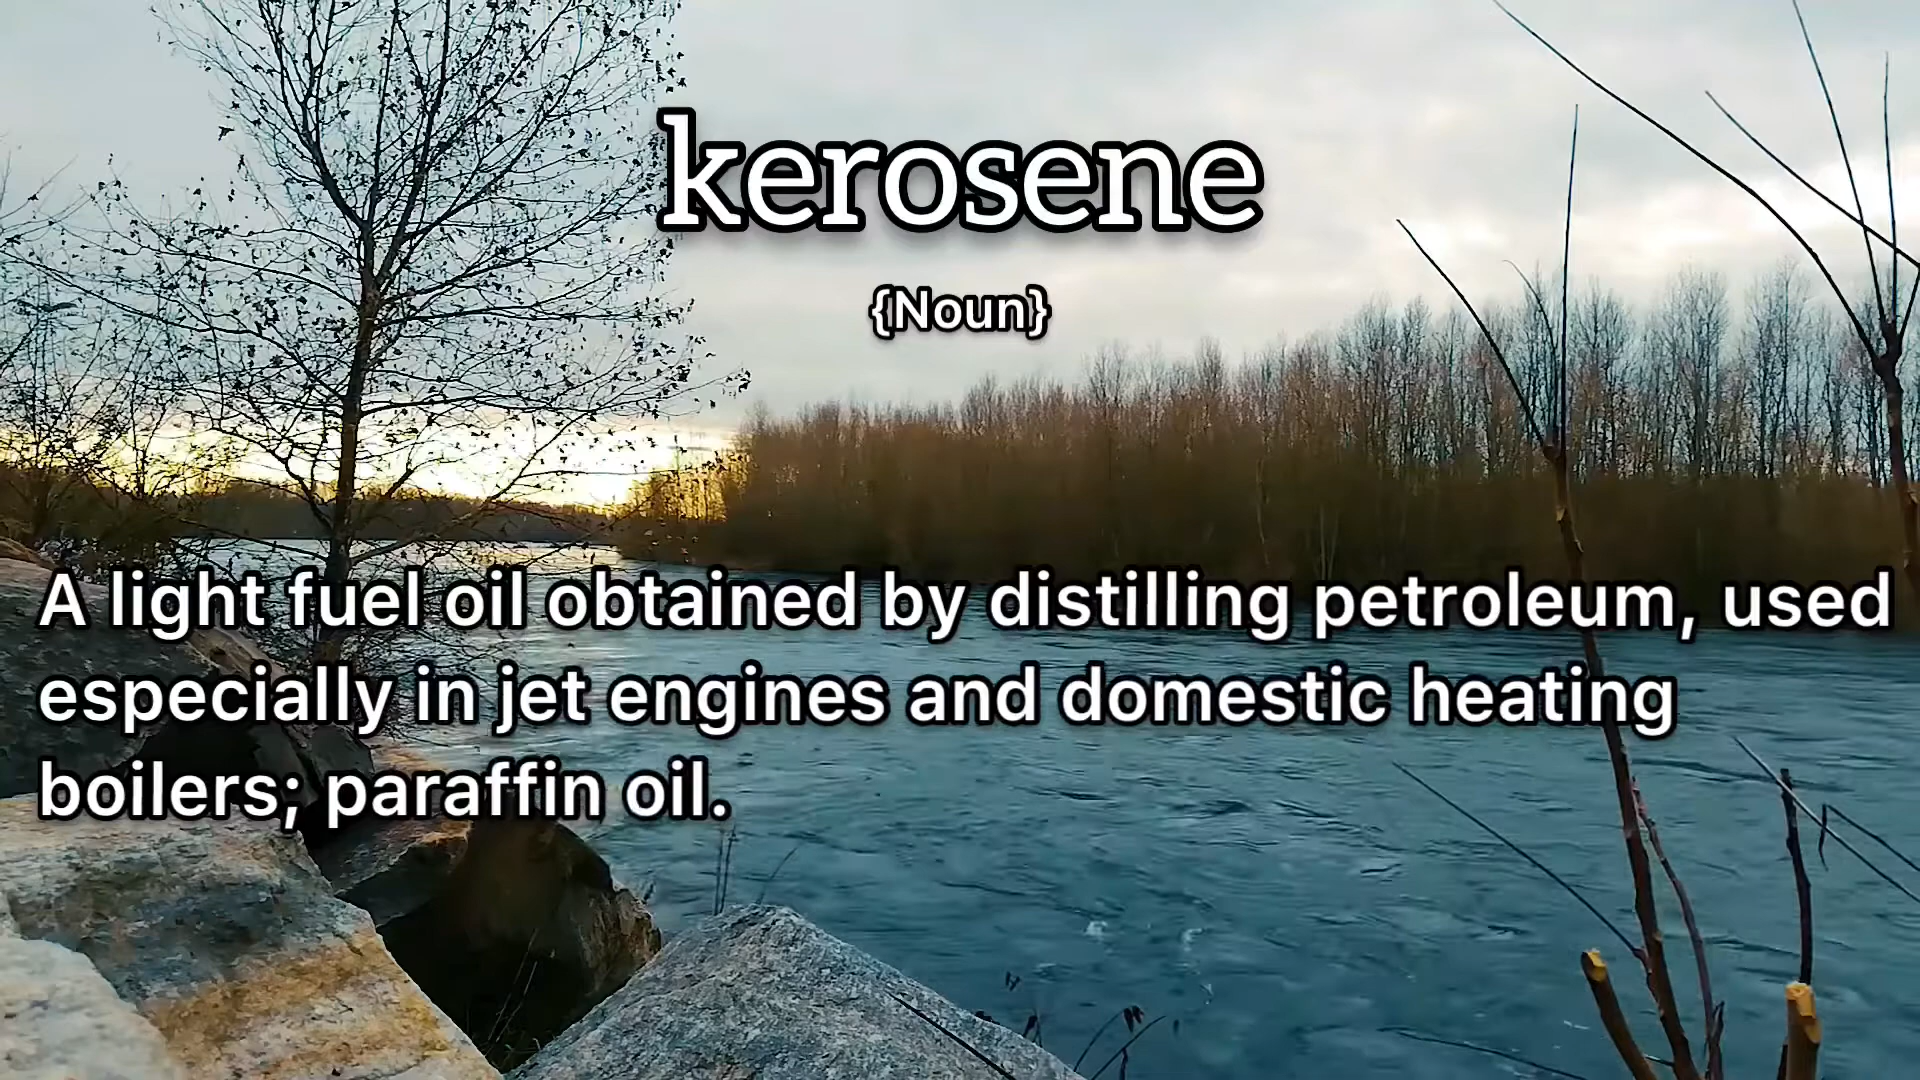 kerosene
{Noun}
A light fuel oil obtained by distilling petroleum, used
especially in jet engines and domestic heating
boilers; paraffin oil.